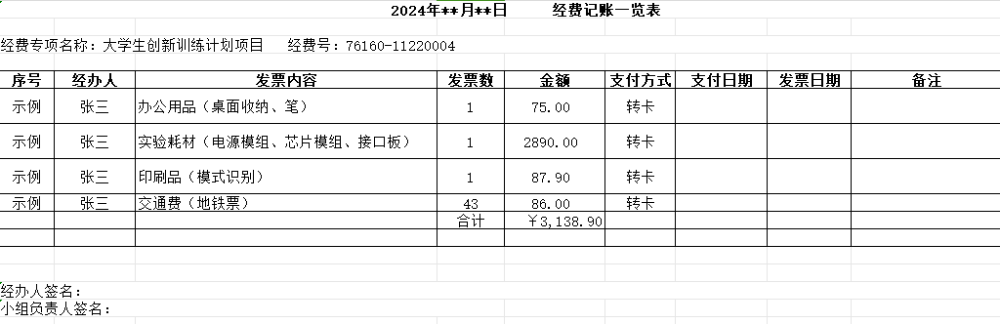 2024年**月**日 经费记账一览表
经费专项名称：大学生创新训练计划项目 经费号：76160-11220004
序号 经办人 发票内容 发票数 金额 支付方式 支付日期 发票日期 备注
示例 张三 办公用品（桌面收纳、笔） 1 75.00 转卡
示例 张三 实验耗材（电源模组、芯片模组、接口板） 1 2890.00 转卡
示例 张三 印刷品（模式识别） 1 87.90 转卡
示例 张三 交通费（地铁票） 43 86.00 转卡
合计 ￥3,138.90
经办人签名：
小组负责人签名：